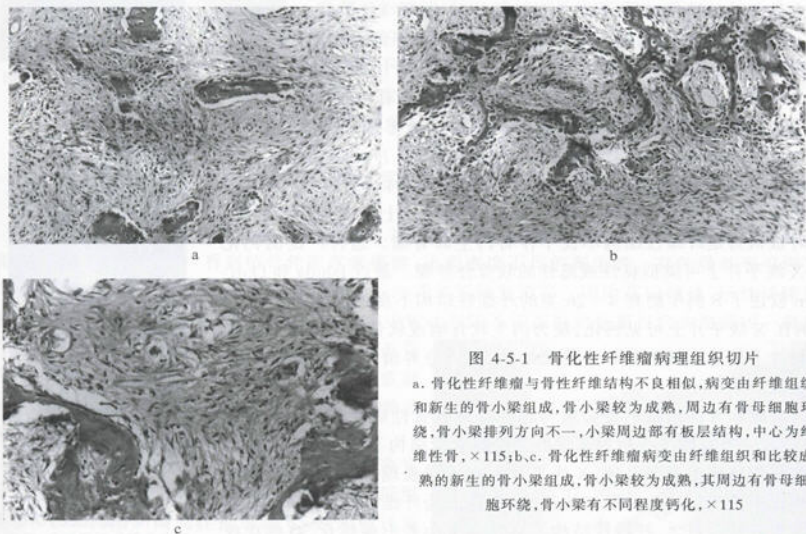 a
b
c
图 4-5-1 骨化性纤维瘤病理组织切片
a. 骨化性纤维瘤与骨性纤维结构不良相似,病变由纤维组织
和新生的骨小梁组成,骨小梁较为成熟,周边有骨母细胞环
绕,骨小梁排列方向不一,小梁周边部有板层结构,中心为纤
维性骨,×115;b、c. 骨化性纤维瘤病变由纤维组织和比较成
熟的新生的骨小梁组成,骨小梁较为成熟,其周边有骨母细
胞环绕,骨小梁有不同程度钙化,×115